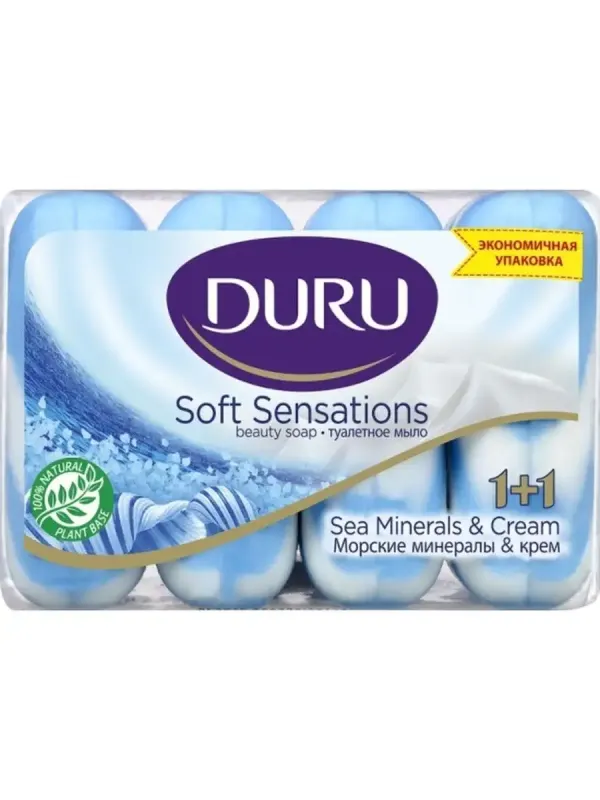 ЭКОНОМИЧНАЯ
УПАКОВКА
DURU
Soft Sensations
beauty soap • туалетное мыло
100% NATURAL
PLANT BASE
1+1
Sea Minerals & Cream
Морские минералы & крем